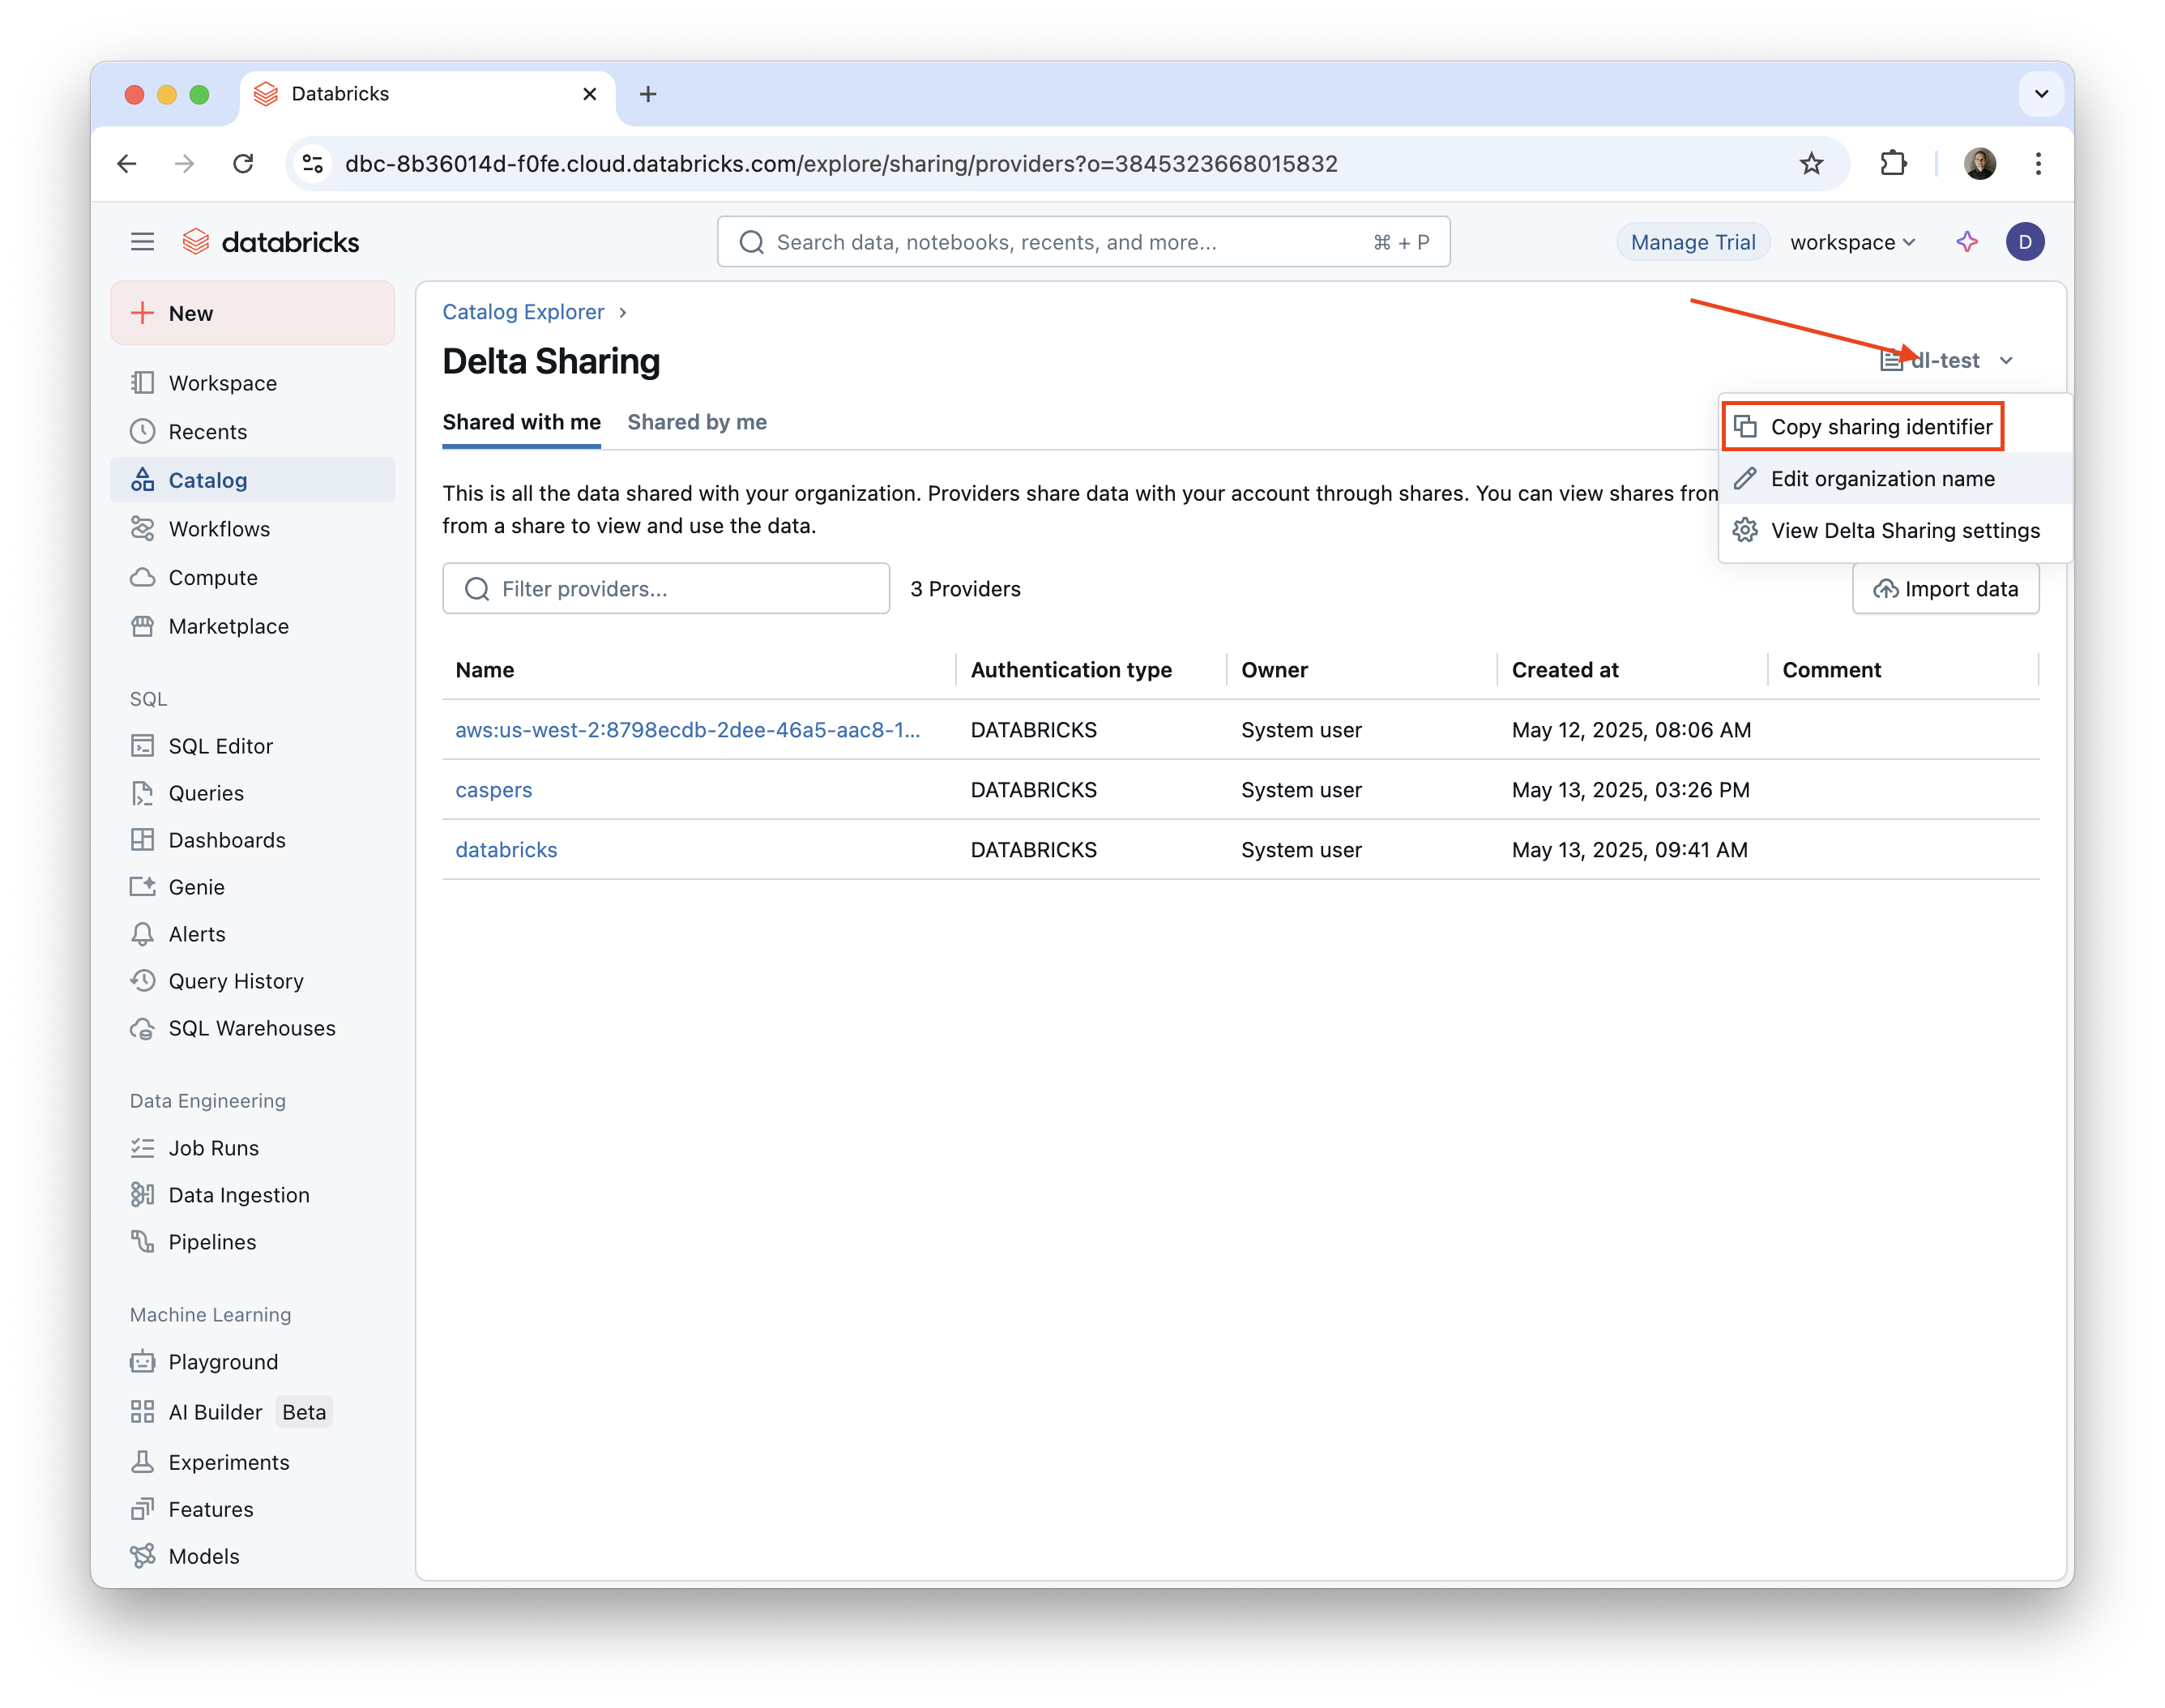 Databricks
dbc-8b36014d-f0fe.cloud.databricks.com/explore/sharing/providers?o=3845323668015832
databricks
Search data, notebooks, recents, and more...
⌘ + P
Manage Trial
workspace
D
New
Workspace
Recents
Catalog
Workflows
Compute
Marketplace
SQL
SQL Editor
Queries
Dashboards
Genie
Alerts
Query History
SQL Warehouses
Data Engineering
Job Runs
Data Ingestion
Pipelines
Machine Learning
Playground
AI Builder Beta
Experiments
Features
Models
Catalog Explorer ›
Delta Sharing
dl-test
Copy sharing identifier
Edit organization name
View Delta Sharing settings
Shared with me Shared by me
This is all the data shared with your organization. Providers share data with your account through shares. You can view shares from
from a share to view and use the data.
Filter providers...
3 Providers
Import data
Name Authentication type Owner Created at Comment
aws:us-west-2:8798ecdb-2dee-46a5-aac8-1... DATABRICKS System user May 12, 2025, 08:06 AM
caspers DATABRICKS System user May 13, 2025, 03:26 PM
databricks DATABRICKS System user May 13, 2025, 09:41 AM